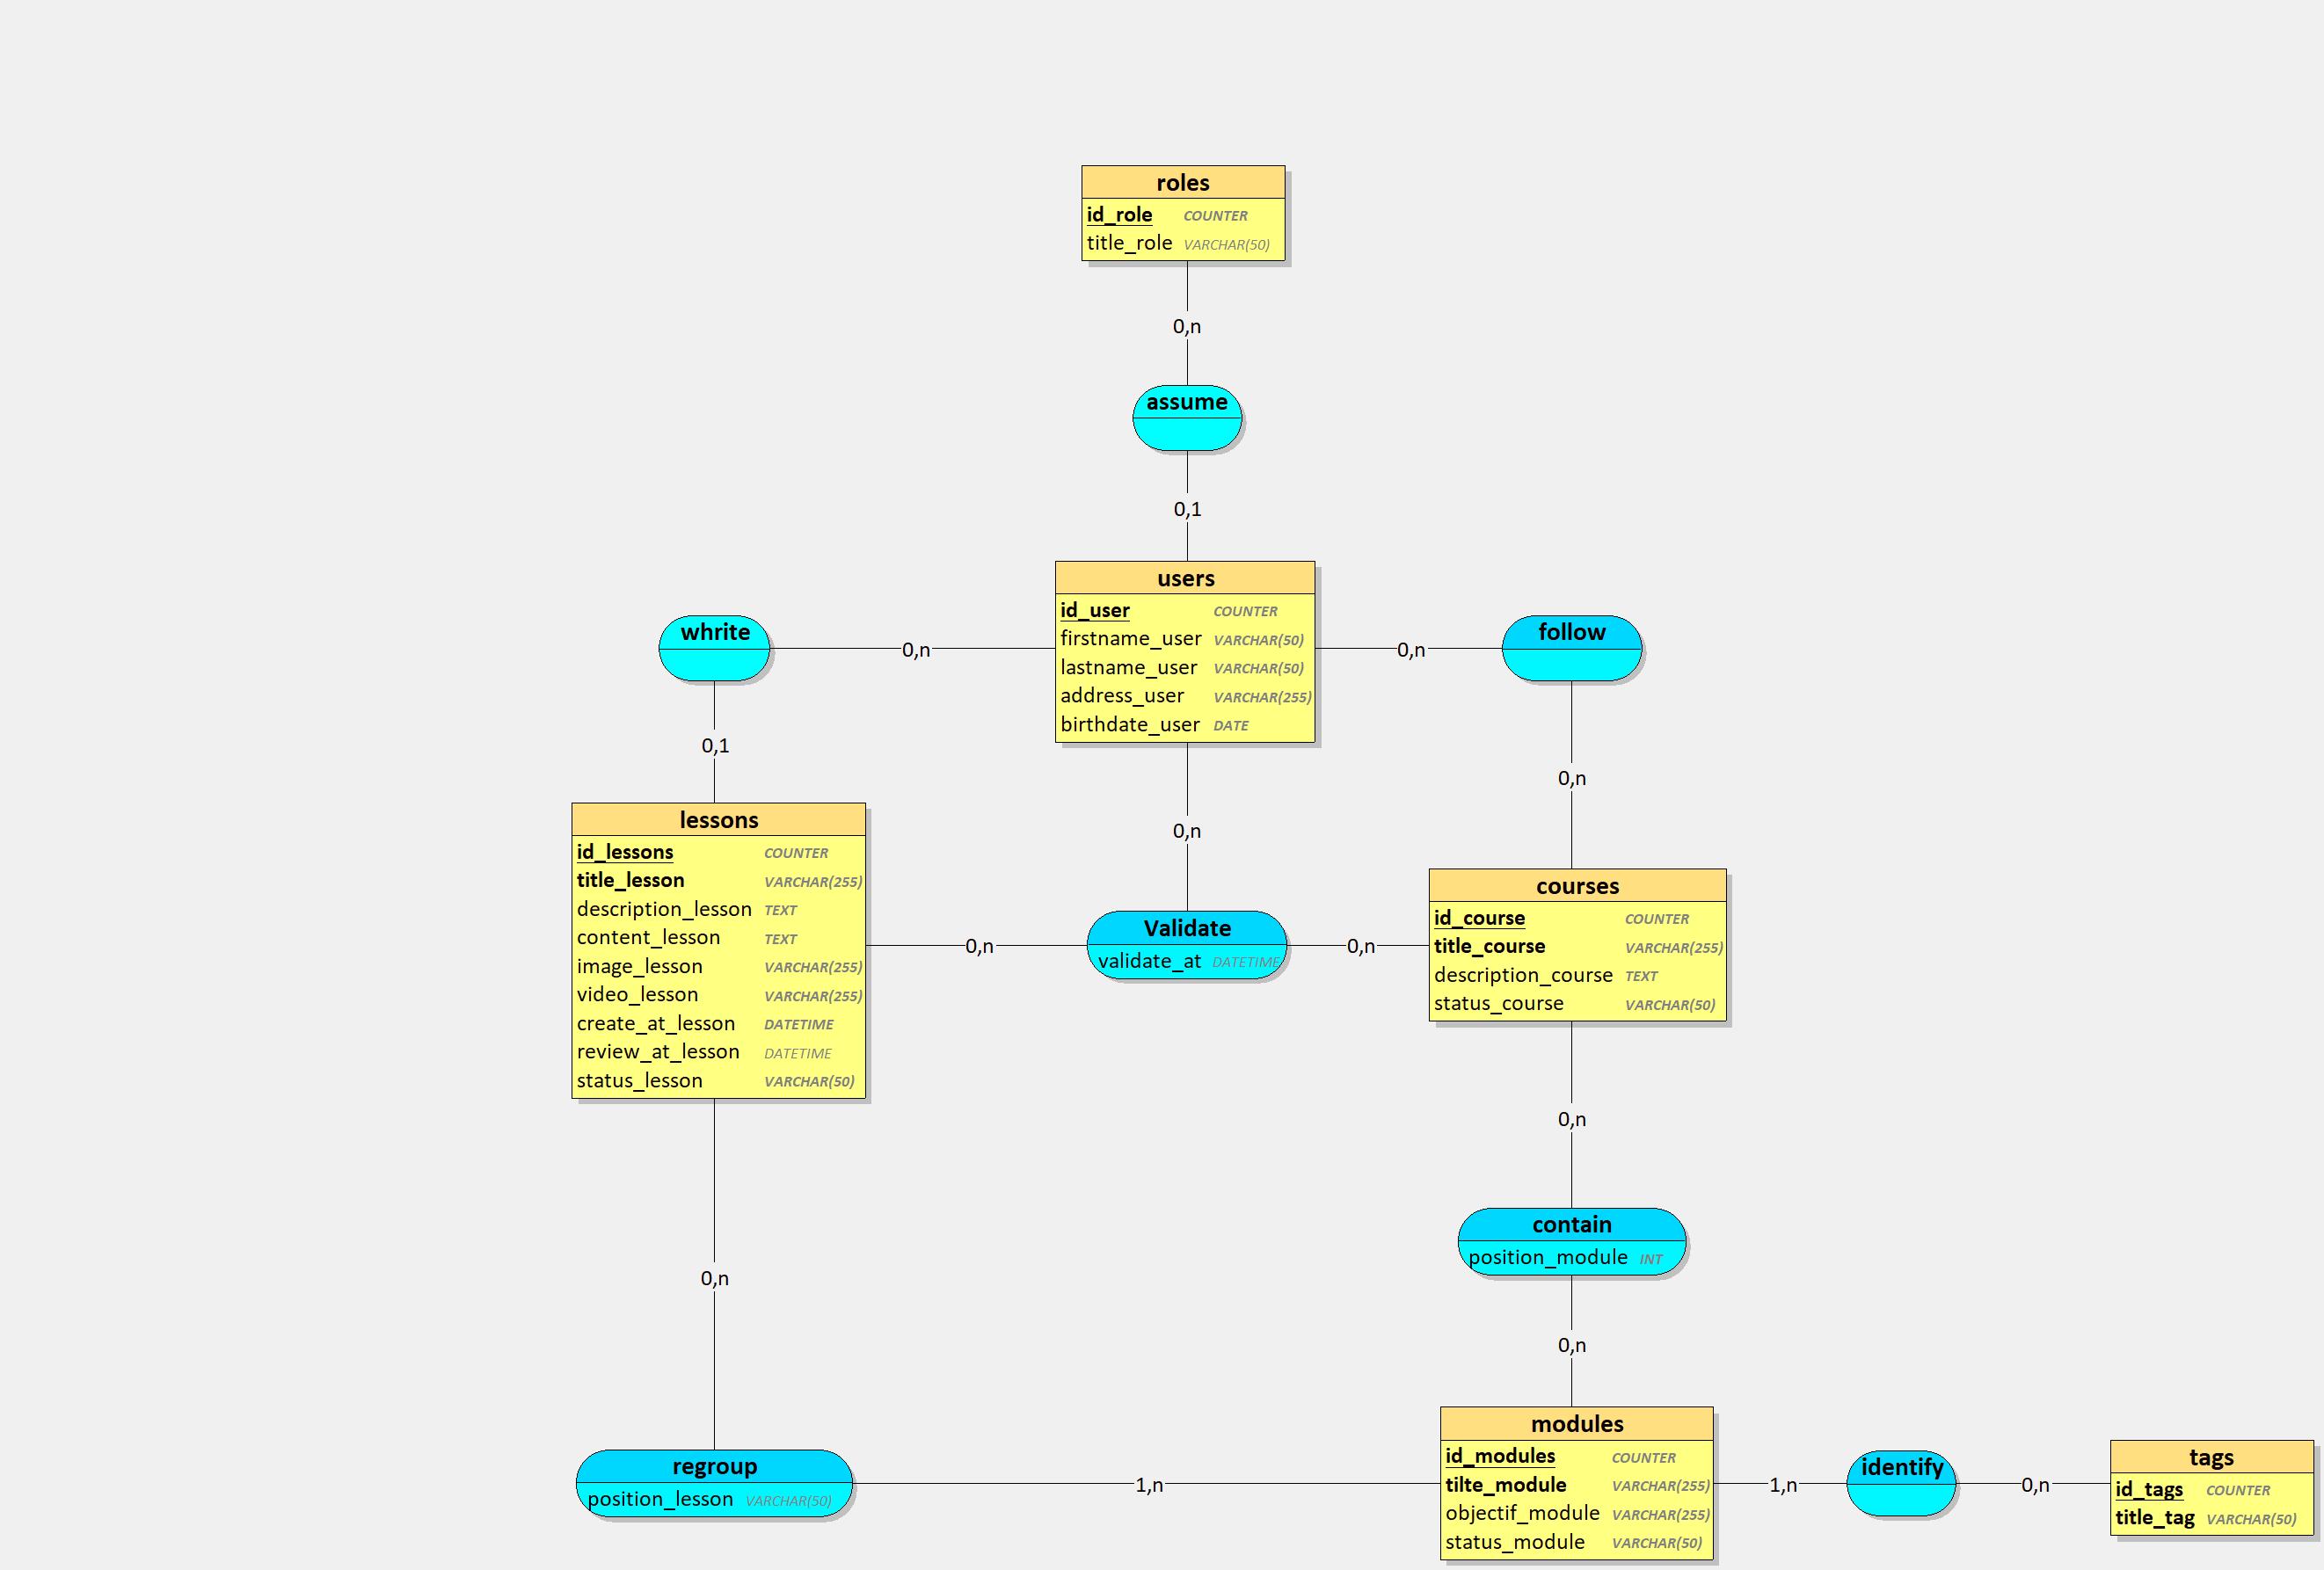 roles
id_role COUNTER
title_role VARCHAR(50)
0,n
assume
0,1
users
id_user COUNTER
firstname_user VARCHAR(50)
lastname_user VARCHAR(50)
address_user VARCHAR(255)
birthdate_user DATE
whrite
0,n
0,n
follow
0,1
0,n
0,n
lessons
id_lessons COUNTER
title_lesson VARCHAR(255)
description_lesson TEXT
content_lesson TEXT
image_lesson VARCHAR(255)
video_lesson VARCHAR(255)
create_at_lesson DATETIME
review_at_lesson DATETIME
status_lesson VARCHAR(50)
0,n
Validate
validate_at DATETIME
0,n
courses
id_course COUNTER
title_course VARCHAR(255)
description_course TEXT
status_course VARCHAR(50)
0,n
contain
position_module INT
0,n
0,n
regroup
position_lesson VARCHAR(50)
1,n
modules
id_modules COUNTER
tilte_module VARCHAR(255)
objectif_module VARCHAR(255)
status_module VARCHAR(50)
1,n
identify
0,n
tags
id_tags COUNTER
title_tag VARCHAR(50)